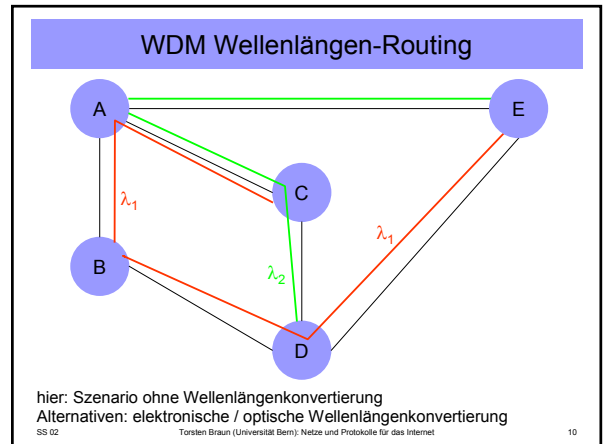 WDM Wellenlängen-Routing
A
E
C
λ1
λ1
B
λ2
D
hier: Szenario ohne Wellenlängenkonvertierung
Alternativen: elektronische / optische Wellenlängenkonvertierung
SS 02 Torsten Braun (Universität Bern): Netze und Protokolle für das Internet 10